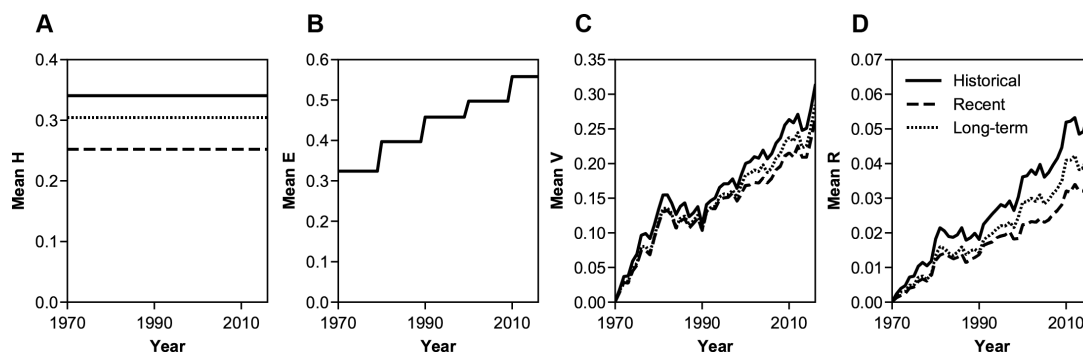 A
B
C
D
0.4
0.3
0.2
0.1
0.0
Mean H
1970
1990
2010
Year
0.6
0.5
0.4
0.3
0.2
0.1
0.0
Mean E
1970
1990
2010
Year
0.35
0.30
0.25
0.20
0.15
0.10
0.05
0.00
Mean V
1970
1990
2010
Year
0.07
0.06
0.05
0.04
0.03
0.02
0.01
0.00
Mean R
Historical
Recent
Long-term
1970
1990
2010
Year